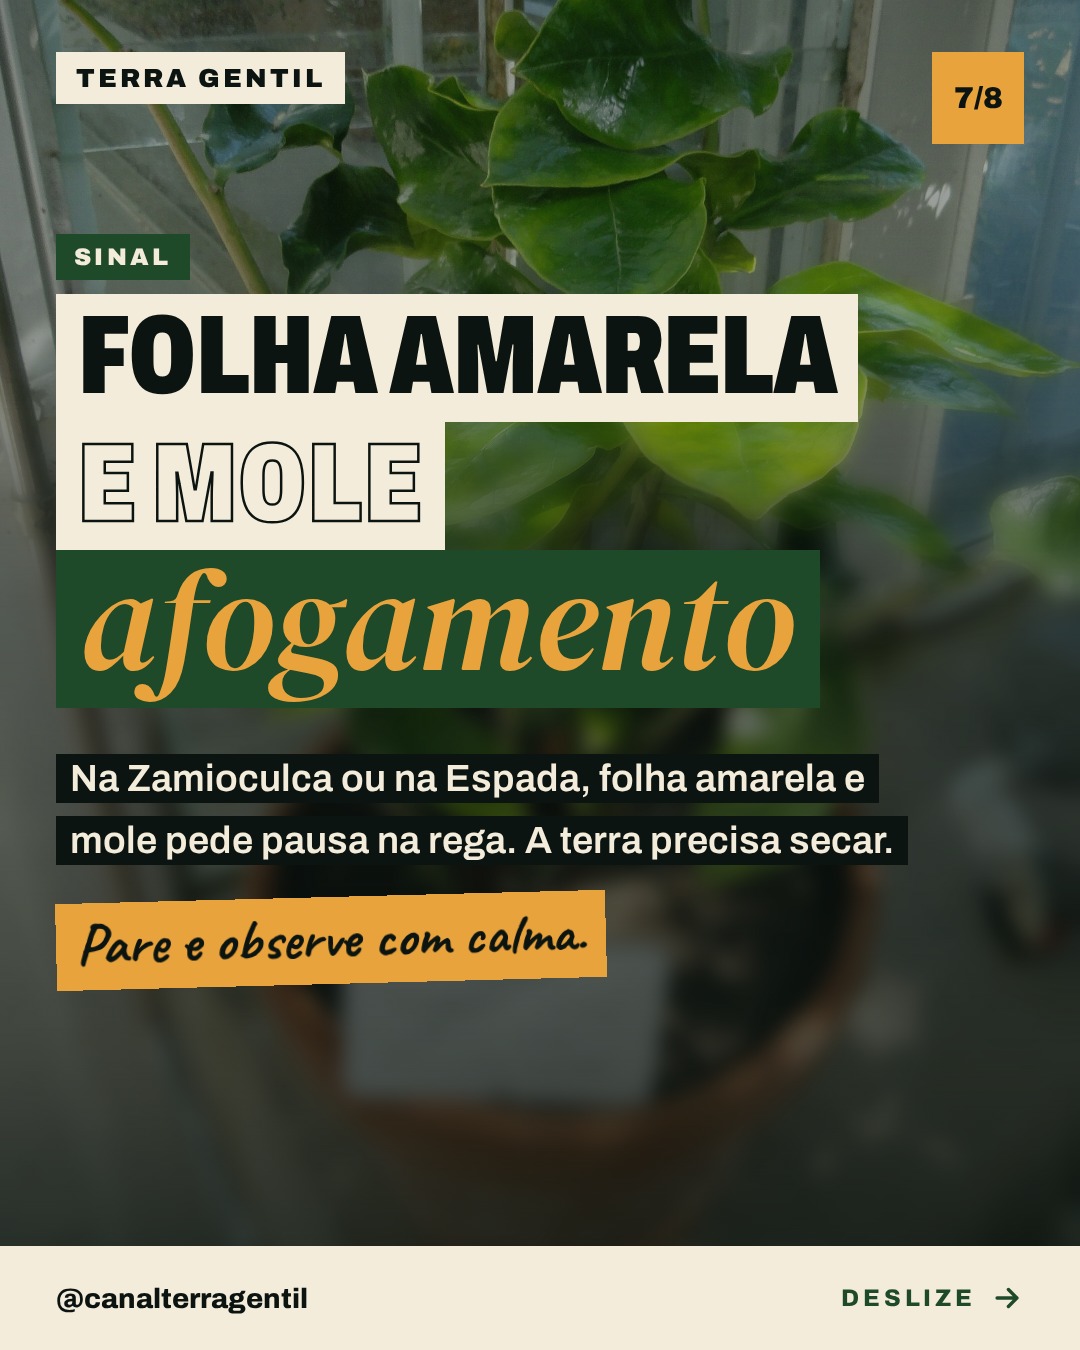 TERRA GENTIL
7/8
SINAL
FOLHA AMARELA
E MOLE
afogamento
Na Zamioculca ou na Espada, folha amarela e
mole pede pausa na rega. A terra precisa secar.
Pare e observe com calma.
@canalterragentil
DESLIZE →